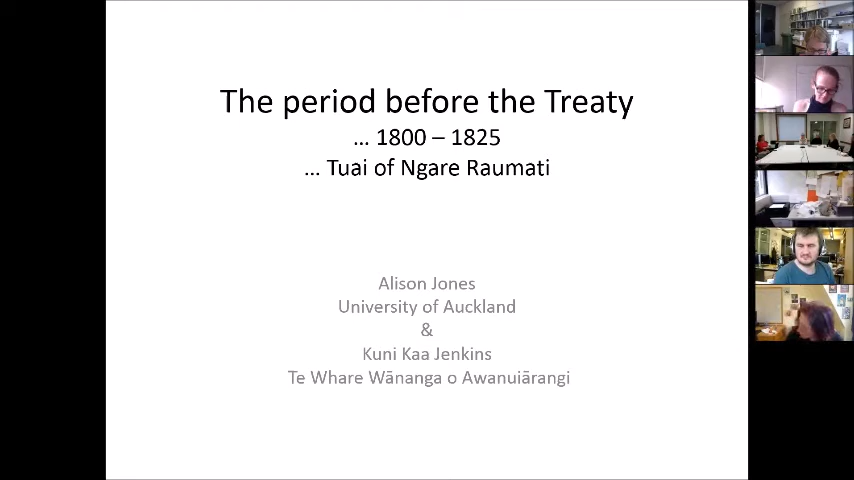 The period before the Treaty
… 1800 – 1825
… Tuai of Ngare Raumati
Alison Jones
University of Auckland
&
Kuni Kaa Jenkins
Te Whare Wānanga o Awanuiārangi